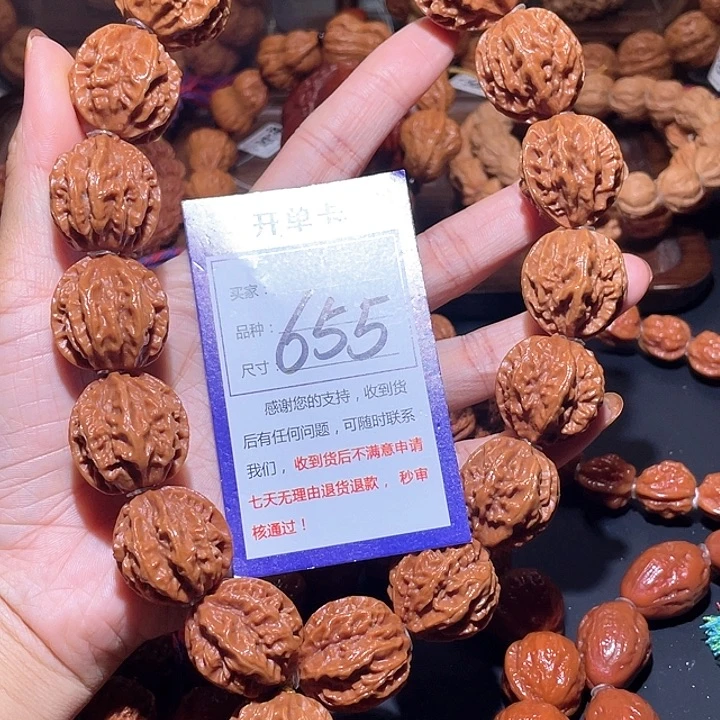 开单卡
买家：
品种：
尺寸：
655
感谢您的支持，收到货
后有任何问题，可随时联系
我们，收到货后不满意申请
七天无理由退货退款，秒审
核通过！